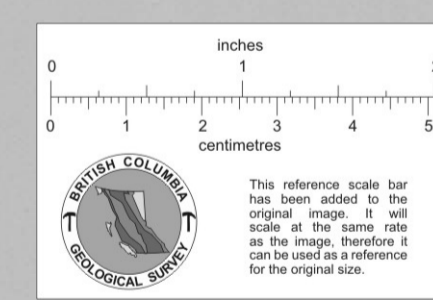 inches
0 1 2
0 1 2 3 4 5
centimetres
BRITISH COLUMBIA
GEOLOGICAL SURVEY
This reference scale bar
has been added to the
original image. It will
scale at the same rate
as the image, therefore it
can be used as a reference
for the original size.